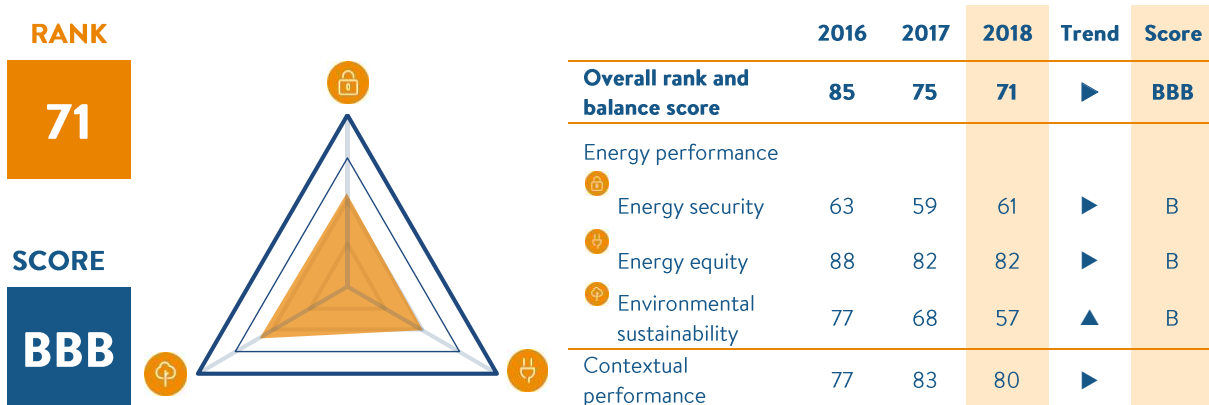 RANK
71
SCORE
BBB
2016 2017 2018 Trend Score
Overall rank and
balance score 85 75 71 BBB
Energy performance
Energy security 63 59 61 B
Energy equity 88 82 82 B
Environmental
sustainability 77 68 57 B
Contextual
performance 77 83 80